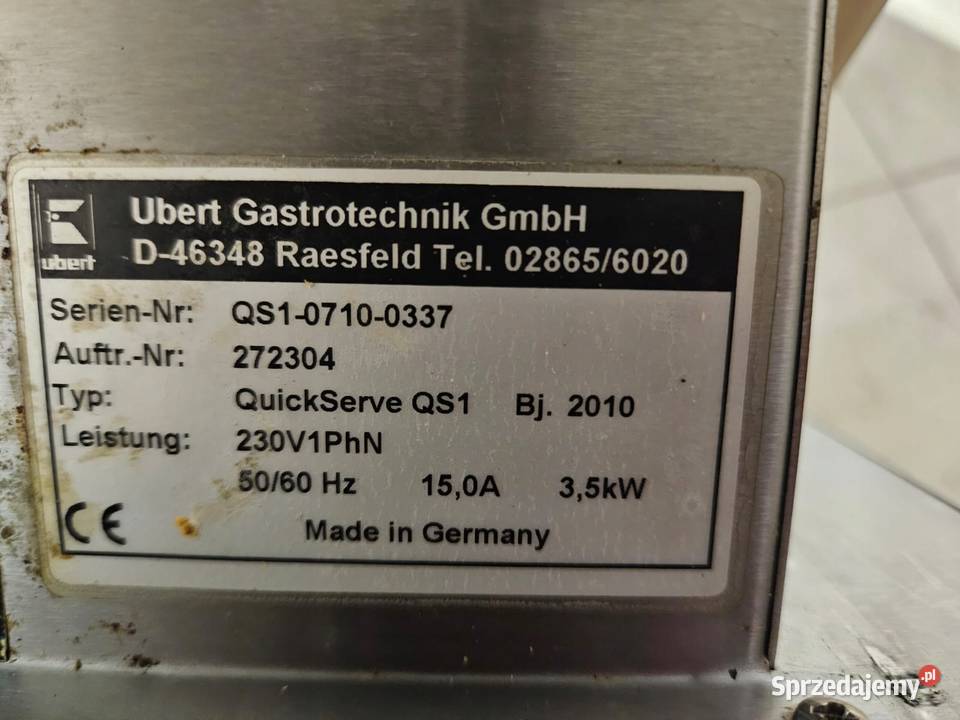 Ubert Gastrotechnik GmbH
ubert
D-46348 Raesfeld Tel. 02865/6020
Serien-Nr: QS1-0710-0337
Auftr.-Nr: 272304
Typ: QuickServe QS1 Bj. 2010
Leistung: 230V1PhN
50/60 Hz 15,0A 3,5kW
CE
Made in Germany
Sprzedajemy.pl